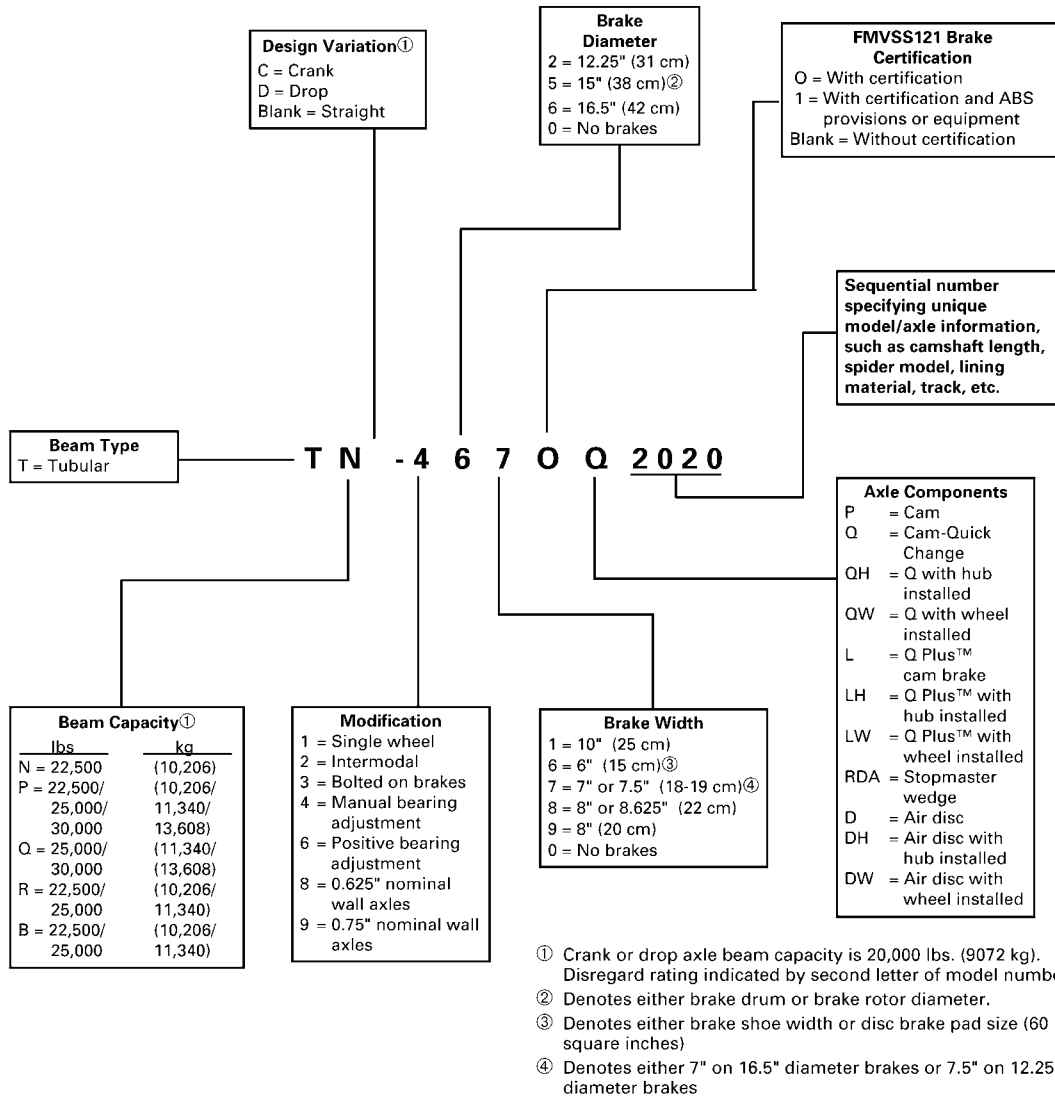 Design Variation①
C = Crank
D = Drop
Blank = Straight
Brake
Diameter
2 = 12.25" (31 cm)
5 = 15" (38 cm)②
6 = 16.5" (42 cm)
0 = No brakes
FMVSS121 Brake
Certification
O = With certification
1 = With certification and ABS
provisions or equipment
Blank = Without certification
Sequential number
specifying unique
model/axle information,
such as camshaft length,
spider model, lining
material, track, etc.
Beam Type
T = Tubular
T N - 4 6 7 O Q 2 0 2 0
Axle Components
P = Cam
Q = Cam-Quick
Change
QH = Q with hub
installed
QW = Q with wheel
installed
L = Q Plus™
cam brake
LH = Q Plus™ with
hub installed
LW = Q Plus™ with
wheel installed
RDA = Stopmaster
wedge
D = Air disc
DH = Air disc with
hub installed
DW = Air disc with
wheel installed
Beam Capacity①
lbs kg
N = 22,500 (10,206)
P = 22,500/ (10,206/
25,000/ 11,340/
30,000 13,608)
Q = 25,000/ (11,340/
30,000 (13,608)
R = 22,500/ (10,206/
25,000 11,340)
B = 22,500/ (10,206/
25,000 11,340)
Modification
1 = Single wheel
2 = Intermodal
3 = Bolted on brakes
4 = Manual bearing
adjustment
6 = Positive bearing
adjustment
8 = 0.625" nominal
wall axles
9 = 0.75" nominal wall
axles
Brake Width
1 = 10" (25 cm)
6 = 6" (15 cm)③
7 = 7" or 7.5" (18-19 cm)④
8 = 8" or 8.625" (22 cm)
9 = 8" (20 cm)
0 = No brakes
① Crank or drop axle beam capacity is 20,000 lbs. (9072 kg).
Disregard rating indicated by second letter of model
② Denotes either brake drum or brake rotor diameter.
③ Denotes either brake shoe width or disc brake pad size (60
square inches)
④ Denotes either 7" on 16.5" diameter brakes or 7.5" on 12.25
diameter brakes